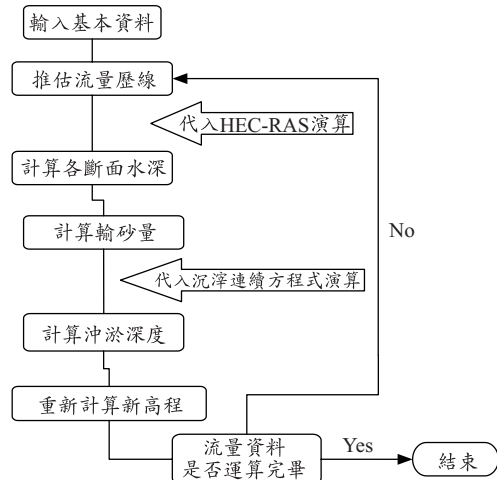 輸入基本資料
推估流量歷線
代入HEC-RAS演算
計算各斷面水深
計算輸砂量
代入沉滓連續方程式演算
計算沖淤深度
重新計算新高程
流量資料
是否運算完畢
Yes
結束
No